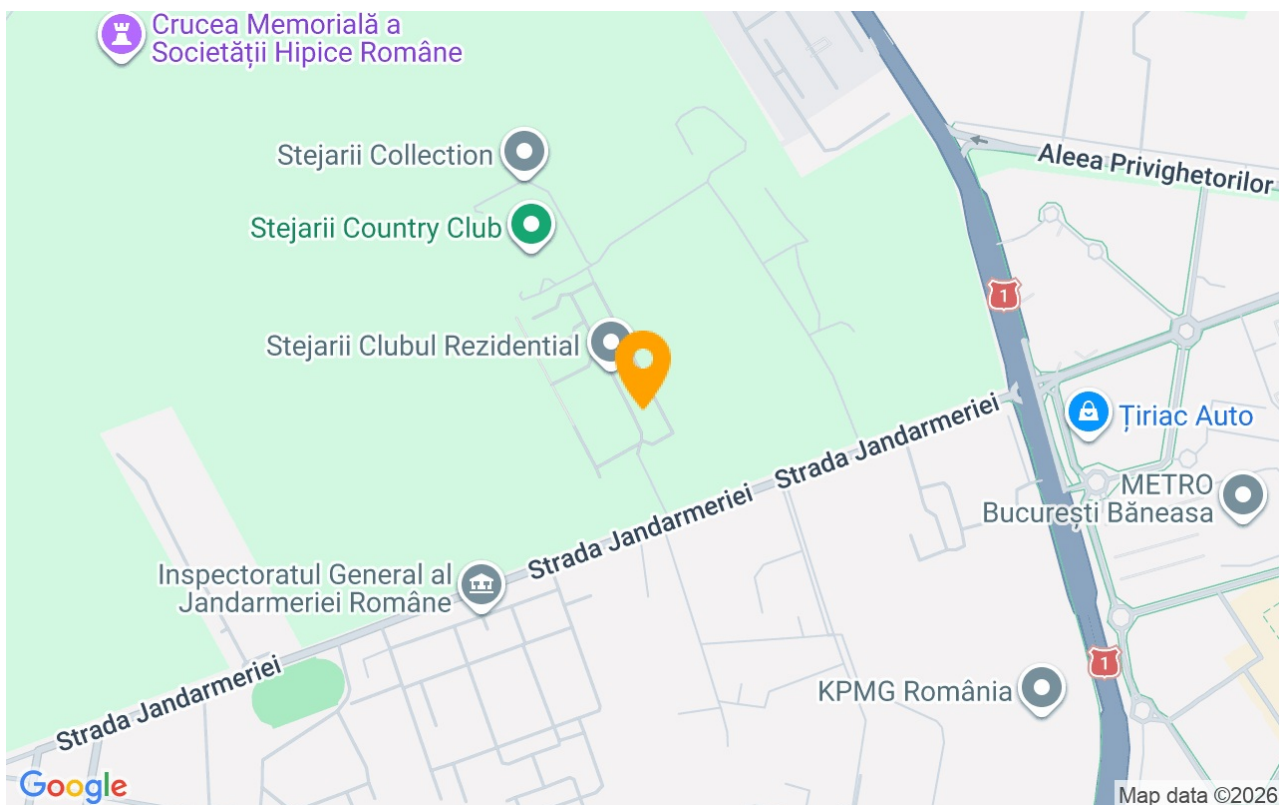 Crucea Memorială a
Societății Hipice Române
Stejarii Collection
Aleea Privighetorilor
Stejarii Country Club
1
Stejarii Clubul Rezidential
Strada Jandarmeriei
Țiriac Auto
METRO
București Băneasa
Strada Jandarmeriei
Inspectoratul General al
Jandarmeriei Române
1
KPMG România
Strada Jandarmeriei
Google
Map data ©2026